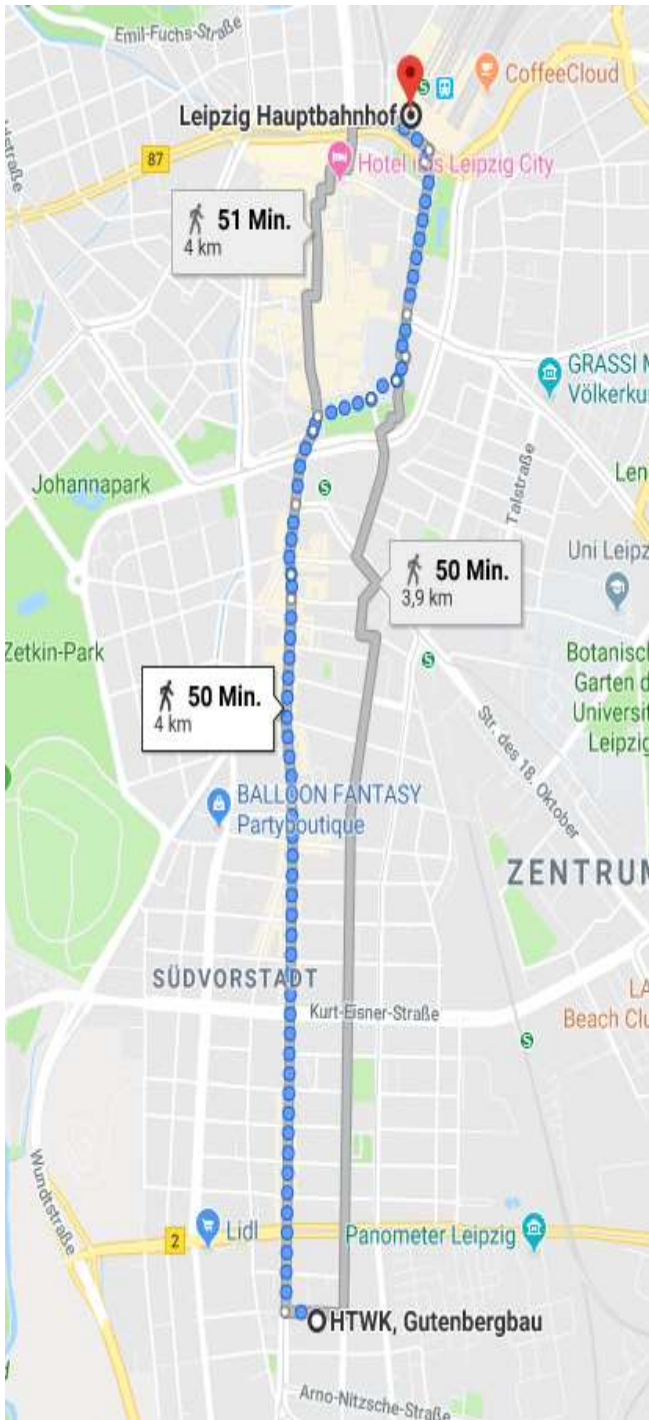 Emil-Fuchs-Straße
CoffeeCloud
S
Leipzig Hauptbahnhof
87
Hotel Leipzig City
51 Min.
4 km
GRASSI M
Völkerku
Johannapark
S
Talstraße
Len
50 Min.
3,9 km
Uni Leipz
Zetkin-Park
S
Botanisch
Garten d
Universit
Leipzig
50 Min.
4 km
Str. des 18. Oktober
BALLOON FANTASY
Partyboutique
ZENTRUM
SÜDVORSTADT
LA
Beach Clu
Kurt-Eisner-Straße
S
Wundtstraße
Lidl
2
Panometer Leipzig
HTWK, Gutenbergbau
Arno-Nitzsche-Straße